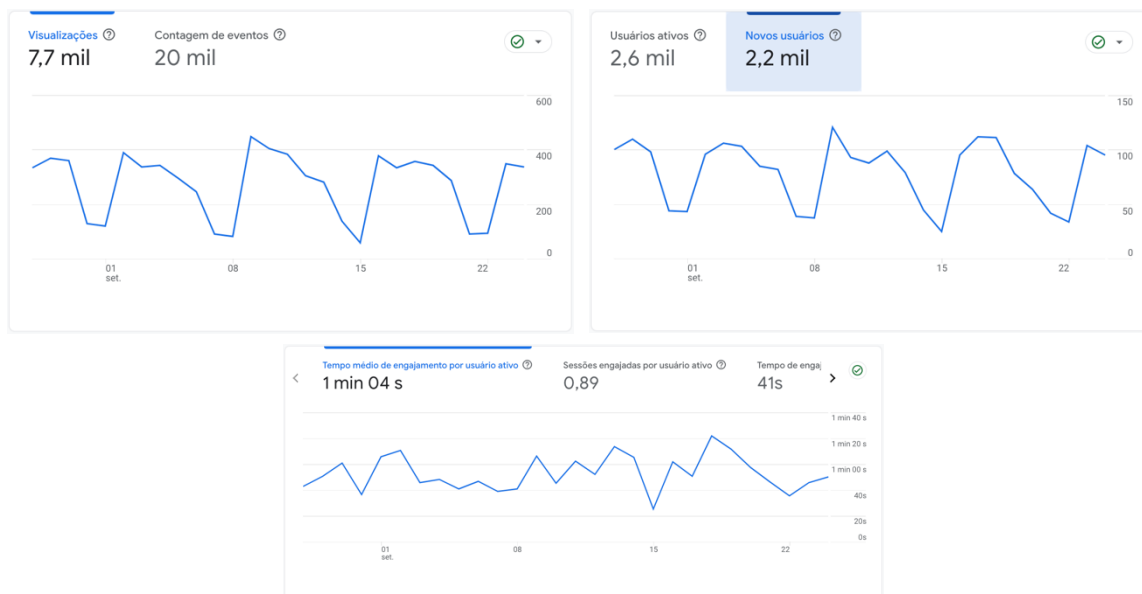 Visualizações
Contagem de eventos
7,7 mil
20 mil
600
400
200
0
01
set.
08
15
22
Usuários ativos
Novos usuários
2,6 mil
2,2 mil
150
100
50
0
01
set.
08
15
22
Tempo médio de engajamento por usuário ativo
Sessões engajadas por usuário ativo
Tempo de engaj
1 min 04 s
0,89
41s
1 min 40 s
1 min 20 s
1 min 00 s
40s
20s
0s
01
set.
08
15
22